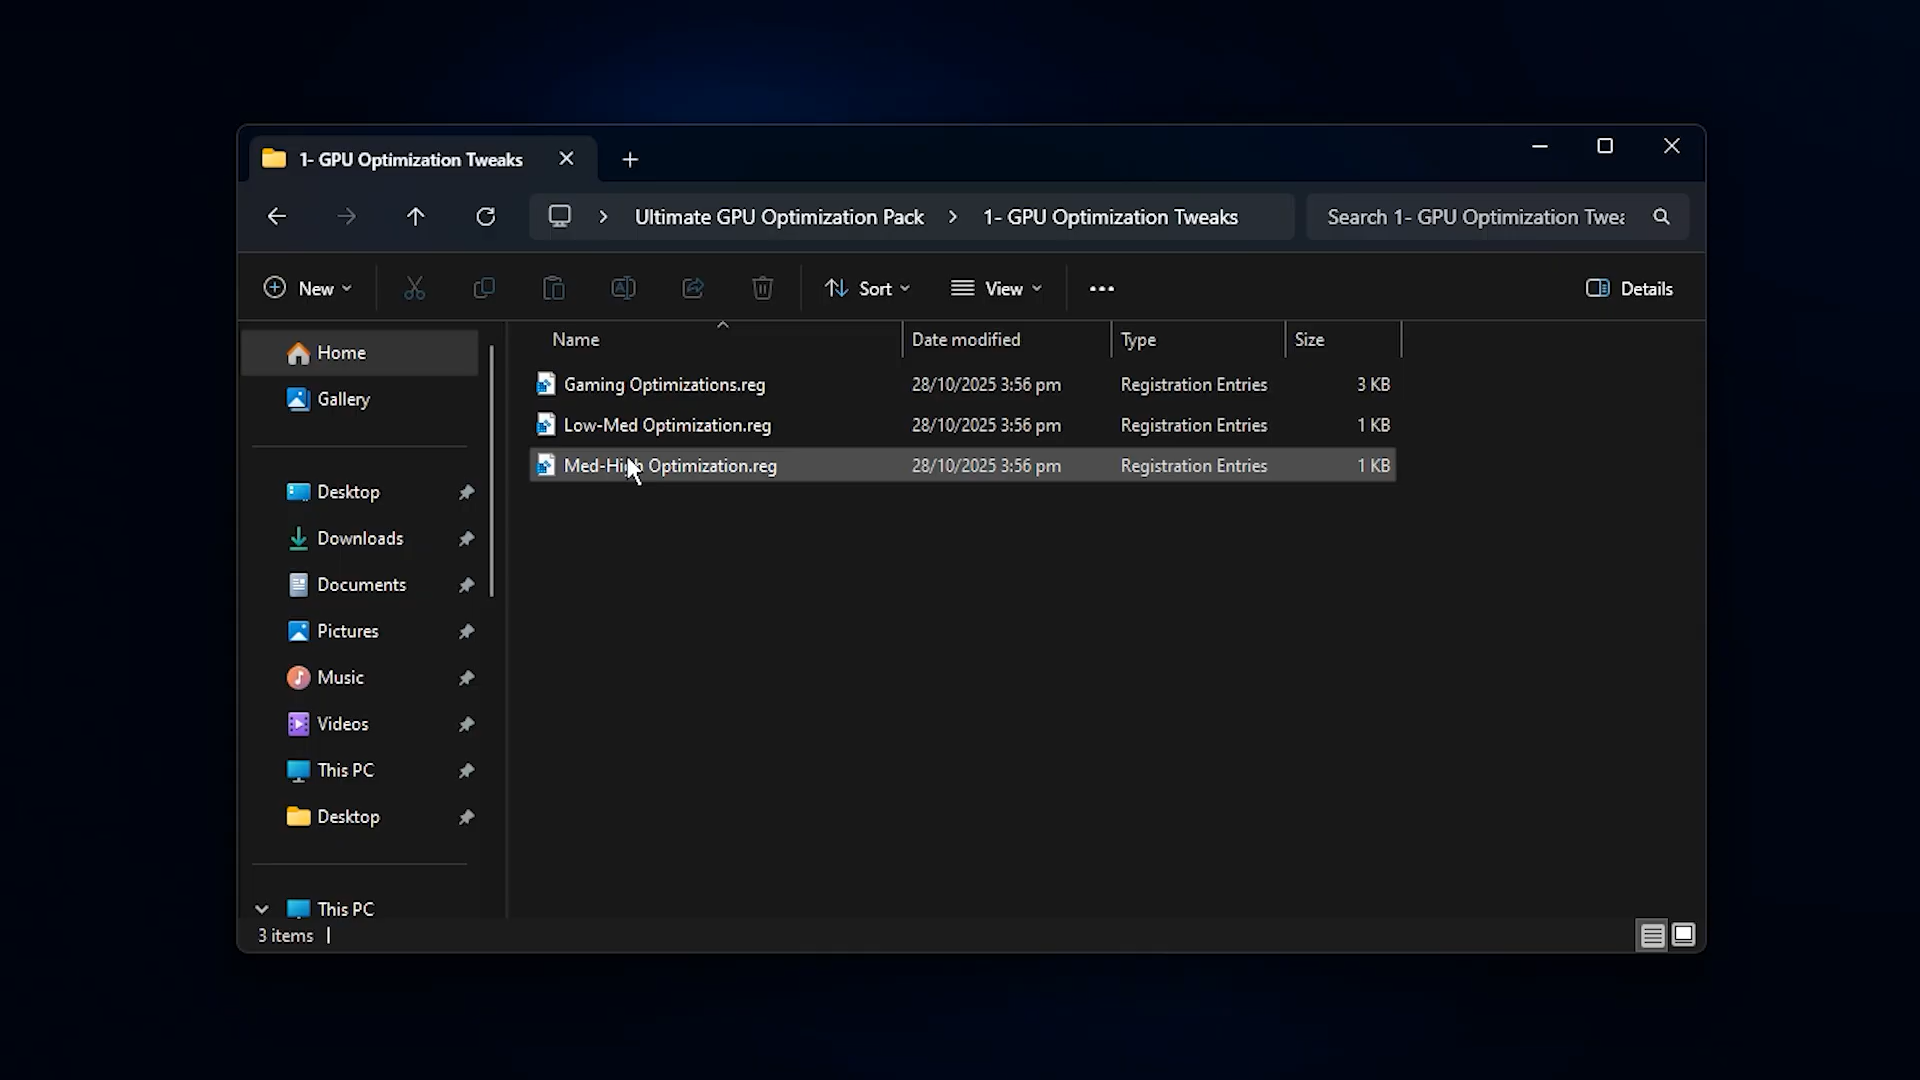 1- GPU Optimization Tweaks
Ultimate GPU Optimization Pack > 1- GPU Optimization Tweaks
Search 1- GPU Optimization Twea
New
Sort
View
Details
Name Date modified Type Size
Gaming Optimizations.reg 28/10/2025 3:56 pm Registration Entries 3 KB
Low-Med Optimization.reg 28/10/2025 3:56 pm Registration Entries 1 KB
Med-High Optimization.reg 28/10/2025 3:56 pm Registration Entries 1 KB
Home
Gallery
Desktop
Downloads
Documents
Pictures
Music
Videos
This PC
Desktop
This PC
3 items